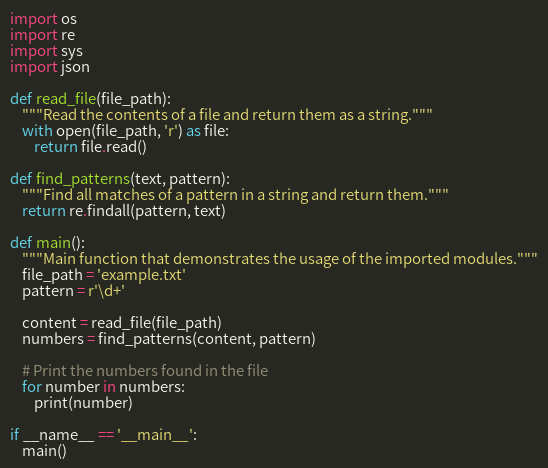 import os
import re
import sys
import json

def read_file(file_path):
    """Read the contents of a file and return them as a string."""
    with open(file_path, 'r') as file:
        return file.read()

def find_patterns(text, pattern):
    """Find all matches of a pattern in a string and return them."""
    return re.findall(pattern, text)

def main():
    """Main function that demonstrates the usage of the imported modules."""
    file_path = 'example.txt'
    pattern = r'\d+'

    content = read_file(file_path)
    numbers = find_patterns(content, pattern)

    # Print the numbers found in the file
    for number in numbers:
        print(number)

if __name__ == '__main__':
    main()